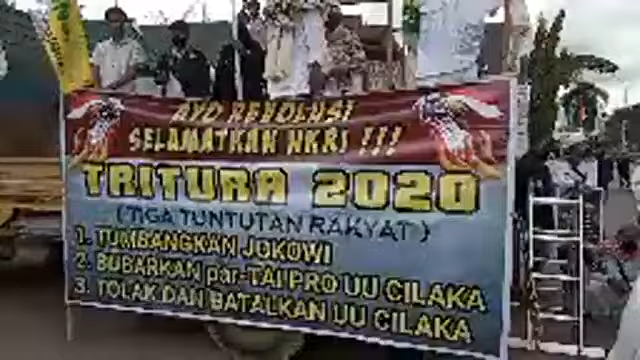 AYO REVOLUSI
SELAMATKAN NKRI !!!
TRITURA 2020
(TIGA TUNTUTAN RAKYAT)
1. TUMBANGKAN JOKOWI
2. BUBARKAN par-TAI PRO UU CILAKA
3. TOLAK DAN BATALKAN UU CILAKA